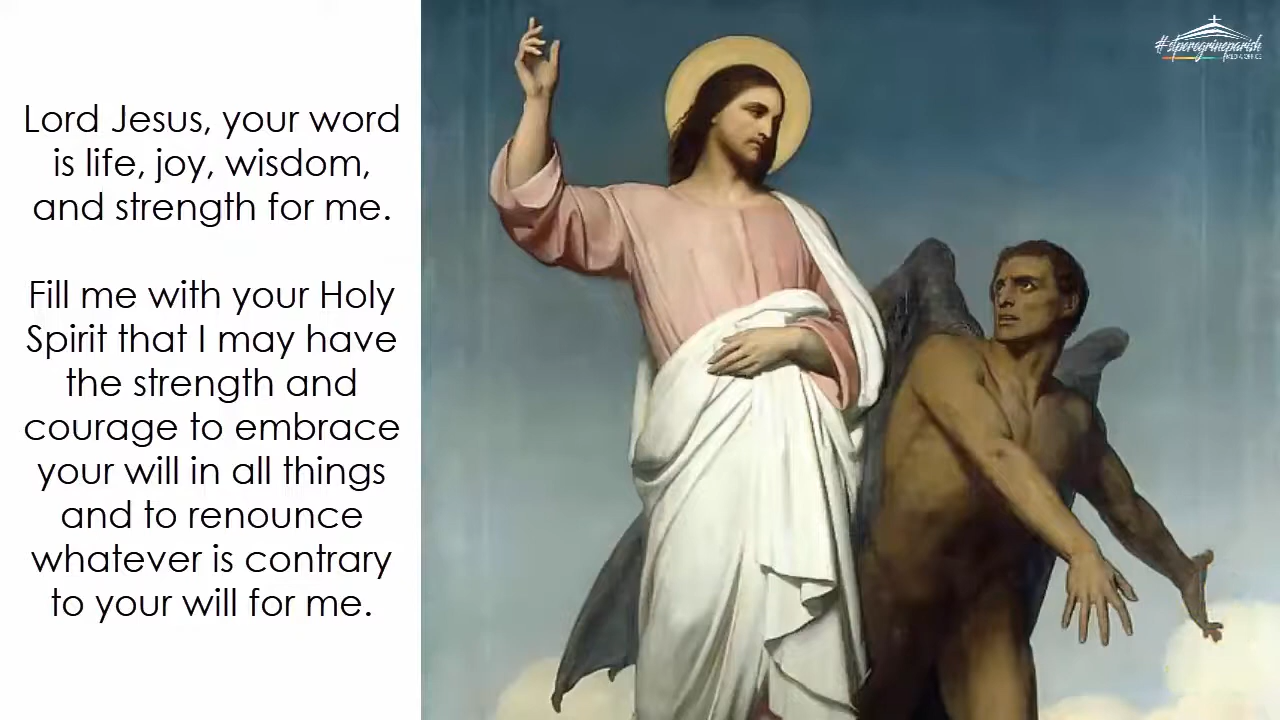 Lord Jesus, your word
is life, joy, wisdom,
and strength for me.
Fill me with your Holy
Spirit that I may have
the strength and
courage to embrace
your will in all things
and to renounce
whatever is contrary
to your will for me.
#stperegrineparish